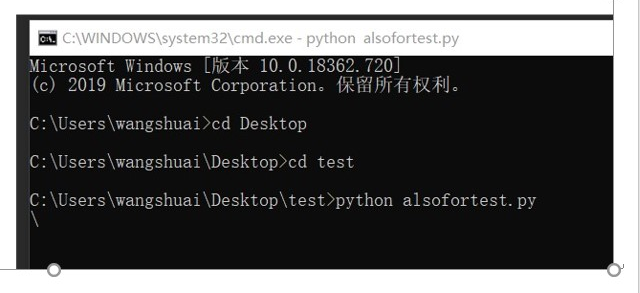 C:\WINDOWS\system32\cmd.exe - python alsofortest.py
Microsoft Windows [版本 10.0.18362.720]
(c) 2019 Microsoft Corporation。保留所有权利。
C:\Users\wangshuai>cd Desktop
C:\Users\wangshuai\Desktop>cd test
C:\Users\wangshuai\Desktop\test>python alsofortest.py
\